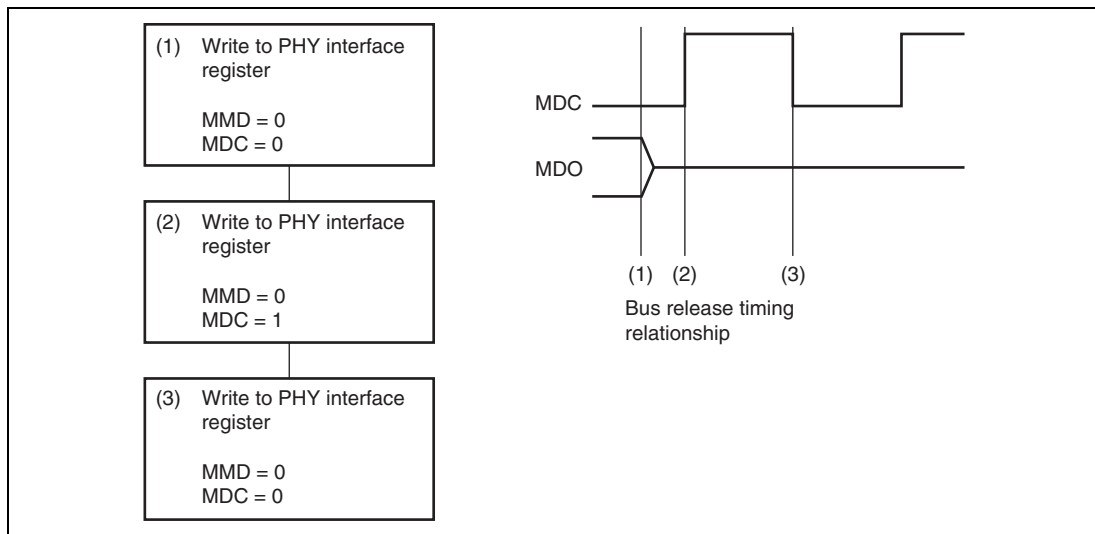 (1) Write to PHY interface
register
MMD = 0
MDC = 0
(2) Write to PHY interface
register
MMD = 0
MDC = 1
(3) Write to PHY interface
register
MMD = 0
MDC = 0
MDC
MDO
(1) (2) (3)
Bus release timing
relationship